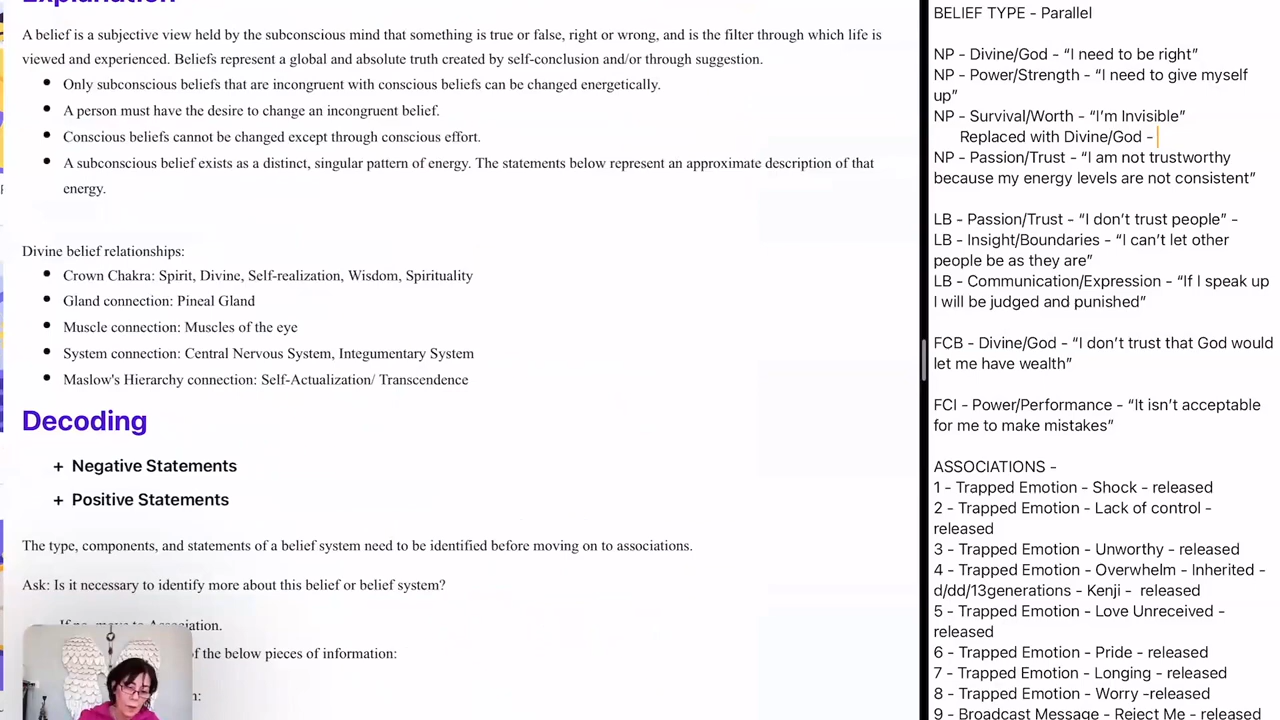 Explanation
A belief is a subjective view held by the subconscious mind that something is true or false, right or wrong, and is the filter through which life is
viewed and experienced. Beliefs represent a global and absolute truth created by self-conclusion and/or through suggestion.
• Only subconscious beliefs that are incongruent with conscious beliefs can be changed energetically.
• A person must have the desire to change an incongruent belief.
• Conscious beliefs cannot be changed except through conscious effort.
• A subconscious belief exists as a distinct, singular pattern of energy. The statements below represent an approximate description of that
energy.
Divine belief relationships:
• Crown Chakra: Spirit, Divine, Self-realization, Wisdom, Spirituality
• Gland connection: Pineal Gland
• Muscle connection: Muscles of the eye
• System connection: Central Nervous System, Integumentary System
• Maslow's Hierarchy connection: Self-Actualization/ Transcendence
Decoding
+ Negative Statements
+ Positive Statements
The type, components, and statements of a belief system need to be identified before moving on to associations.
Ask: Is it necessary to identify more about this belief or belief system?
If no, move to Association.
of the below pieces of information:
BELIEF TYPE - Parallel
NP - Divine/God - “I need to be right”
NP - Power/Strength - “I need to give myself
up”
NP - Survival/Worth - “I’m Invisible”
Replaced with Divine/God -
NP - Passion/Trust - “I am not trustworthy
because my energy levels are not consistent”
LB - Passion/Trust - “I don’t trust people” -
LB - Insight/Boundaries - “I can’t let other
people be as they are”
LB - Communication/Expression - “If I speak up
I will be judged and punished”
FCB - Divine/God - “I don’t trust that God would
let me have wealth”
FCI - Power/Performance - “It isn’t acceptable
for me to make mistakes”
ASSOCIATIONS -
1 - Trapped Emotion - Shock - released
2 - Trapped Emotion - Lack of control -
released
3 - Trapped Emotion - Unworthy - released
4 - Trapped Emotion - Overwhelm - Inherited -
d/dd/13generations - Kenji - released
5 - Trapped Emotion - Love Unreceived -
released
6 - Trapped Emotion - Pride - released
7 - Trapped Emotion - Longing - released
8 - Trapped Emotion - Worry -released
9 - Broadcast Message - Reject Me - released